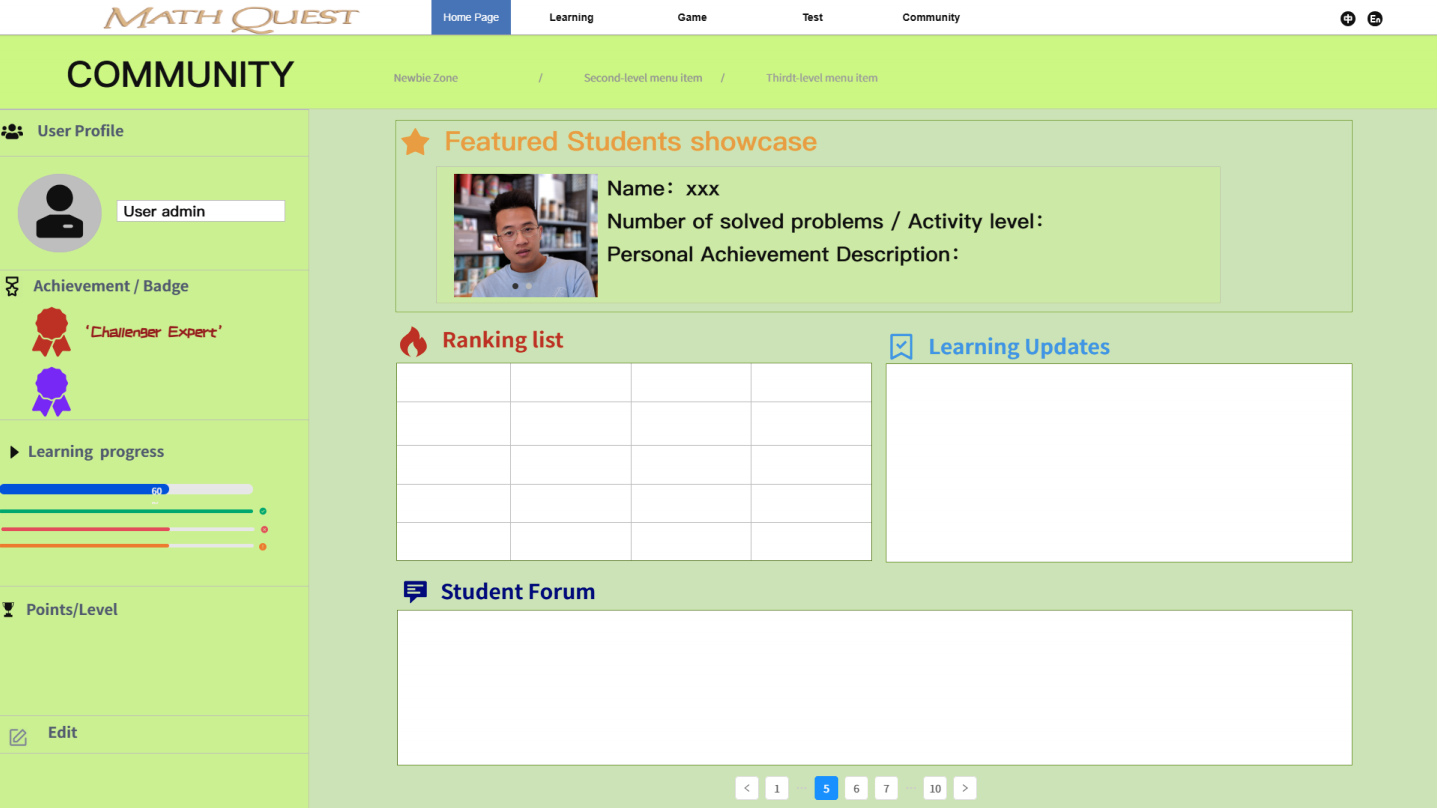 Math Quest
Home Page
Learning
Game
Test
Community
中
En
COMMUNITY
Newbie Zone / Second-level menu item / Thirdt-level menu item
User Profile
User admin
Achievement / Badge
‘Challenger Expert’
Learning progress
60
Points/Level
Edit
Featured Students showcase
Name：xxx
Number of solved problems / Activity level：
Personal Achievement Description：
Ranking list
Learning Updates
Student Forum
< 1 ··· 5 6 7 ··· 10 >